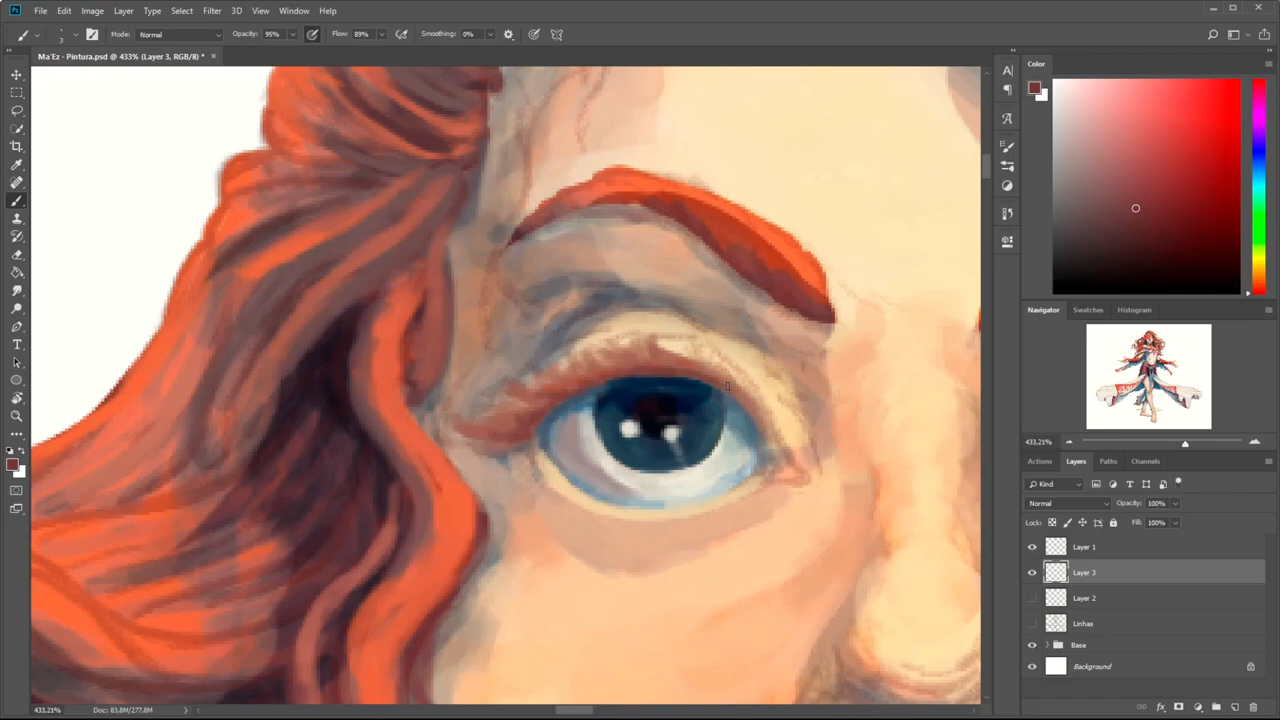 Ps File Edit Image Layer Type Select Filter 3D View Window Help
3 Mode: Normal Opacity: 95% Flow: 89% Smoothing: 0%
Ma'Ez - Pintura.psd @ 433% (Layer 3, RGB/8) * ×
Color
Navigator Swatches Histogram
433,21%
Actions Layers Paths Channels
Kind
Normal Opacity: 100%
Lock: Fill: 100%
Layer 1
Layer 3
Layer 2
Linhas
Base
Background
433,21% Doc: 83,8M/277,8M